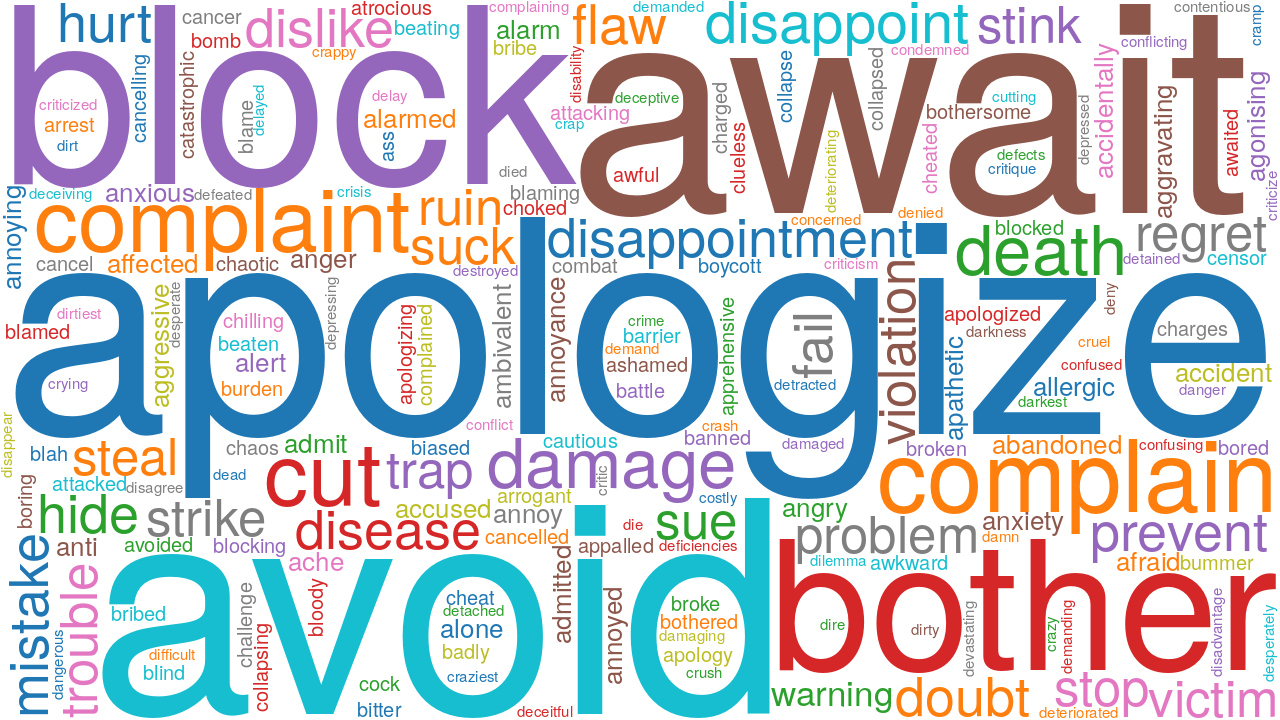 hurt
cancer
bomb
dislike
atrocious
beating
crappy
complaining
alarm
bribe
flaw
demanded
disappoint
condemned
stink
contentious
conflicting
cramp
block
await
criticized
arrest
dirt
cancelling
catastrophic
blame
delayed
delay
alarmed
ass
disability
attacking
crap
deceptive
awful
charged
clueless
collapse
deteriorating
collapsed
cheated
bothersome
cutting
defects
critique
depressed
accidentally
aggravating
awaited
agonising
criticize
died
blaming
choked
deceiving
anxious
defeated
crisis
annoying
complaint
ruin
suck
concerned
denied
disappointment
blocked
death
regret
detained
censor
cancel
affected
chaotic
anger
destroyed
combat
boycott
criticism
violation
apologize
blamed
dirtiest
crying
aggressive
desperate
chilling
beaten
alert
burden
depressing
apologizing
complained
ambivalent
annoyance
crime
barrier
demand
ashamed
battle
apprehensive
fail
detracted
apologized
darkness
deny
cruel
confused
allergic
darkest
apathetic
charges
accident
danger
disappear
conflict
crash
banned
damaged
blah
steal
chaos
admit
biased
cautious
broken
abandoned
confusing
bored
boring
attacked
disagree
dead
cut
trap
damage
critic
costly
complain
hide
strike
disease
accused
arrogant
annoy
cancelled
die
sue
angry
problem
anxiety
damn
prevent
mistake
anti
avoided
blocking
ache
admitted
appalled
deficiencies
dilemma
awkward
afraid
bummer
trouble
dangerous
avoid
bribed
difficult
blind
challenge
collapsing
bloody
cheat
detached
alone
badly
craziest
annoyed
broke
bothered
damaging
apology
crush
bother
dire
dirty
devastating
crazy
demanding
disadvantage
desperately
cock
bitter
deceitful
warning
doubt
stop
deteriorated
victim